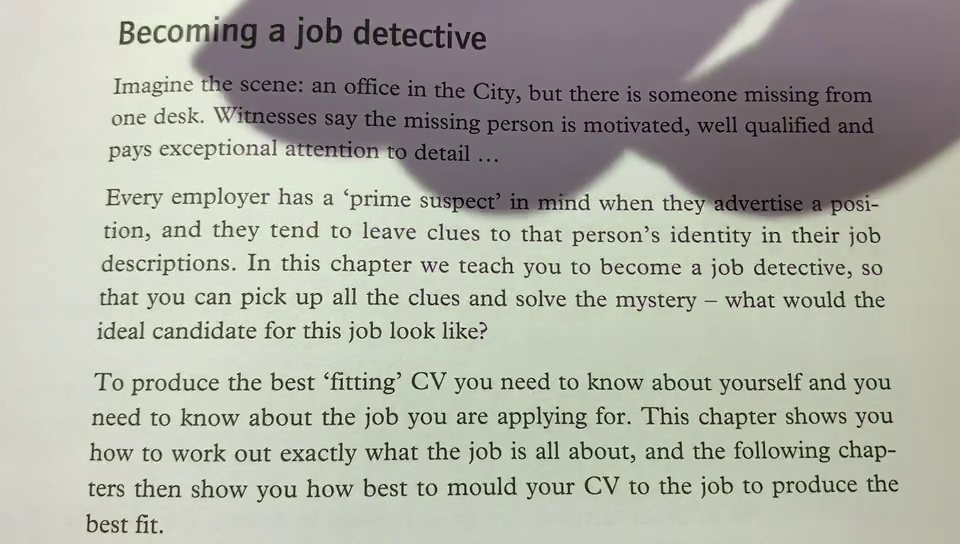 Becoming a job detective
Imagine the scene: an office in the City, but there is someone missing from
one desk. Witnesses say the missing person is motivated, well qualified and
pays exceptional attention to detail …
Every employer has a ‘prime suspect’ in mind when they advertise a posi-
tion, and they tend to leave clues to that person’s identity in their job
descriptions. In this chapter we teach you to become a job detective, so
that you can pick up all the clues and solve the mystery – what would the
ideal candidate for this job look like?
To produce the best ‘fitting’ CV you need to know about yourself and you
need to know about the job you are applying for. This chapter shows you
how to work out exactly what the job is all about, and the following chap-
ters then show you how best to mould your CV to the job to produce the
best fit.